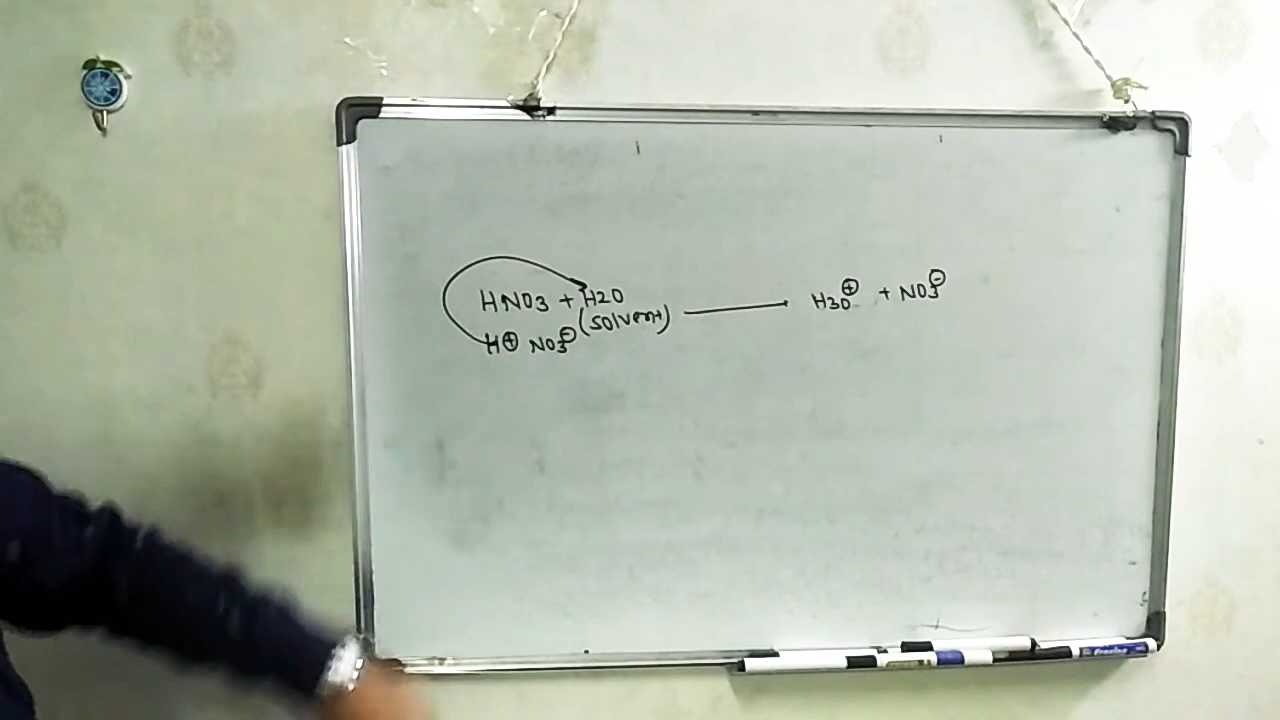 HNO3 + H2O ⟶ H3O⊕ + NO3⊖
(Solvent)
H⊕ NO3⊖